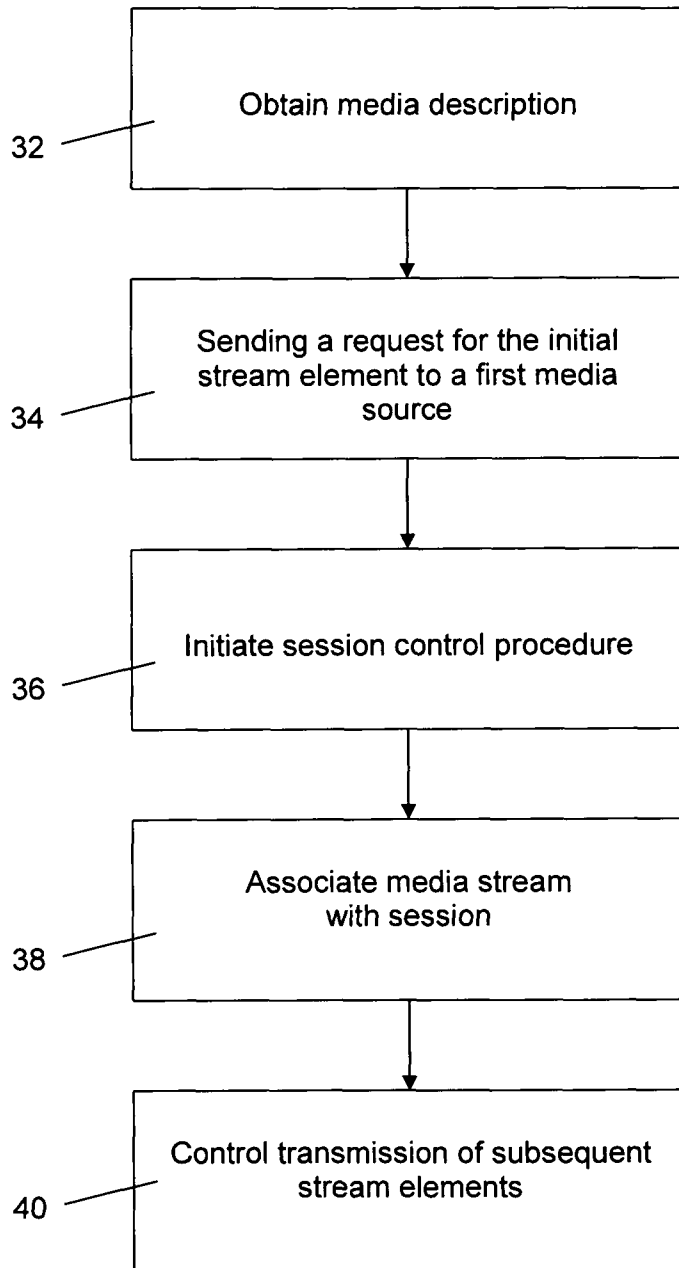 Obtain media description
32
Sending a request for the initial
stream element to a first media
source
34
Initiate session control procedure
36
Associate media stream
with session
38
Control transmission of subsequent
stream elements
40